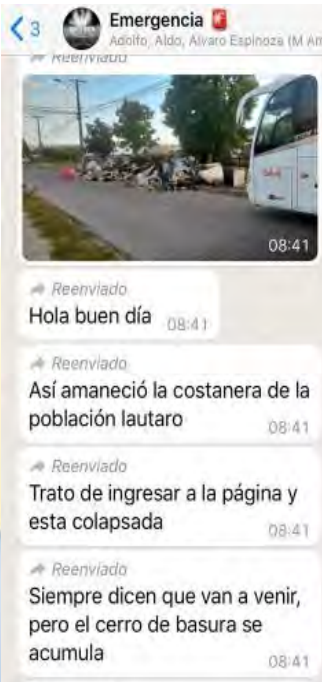 3
Emergencia
Adolfo, Aldo, Alvaro Espinoza (M Am
Reenviado
08:41
Reenviado
Hola buen día 08:41
Reenviado
Así amaneció la costanera de la
población lautaro
08:41
Reenviado
Trato de ingresar a la página y
esta colapsada
08:41
Reenviado
Siempre dicen que van a venir,
pero el cerro de basura se
acumula
08:41